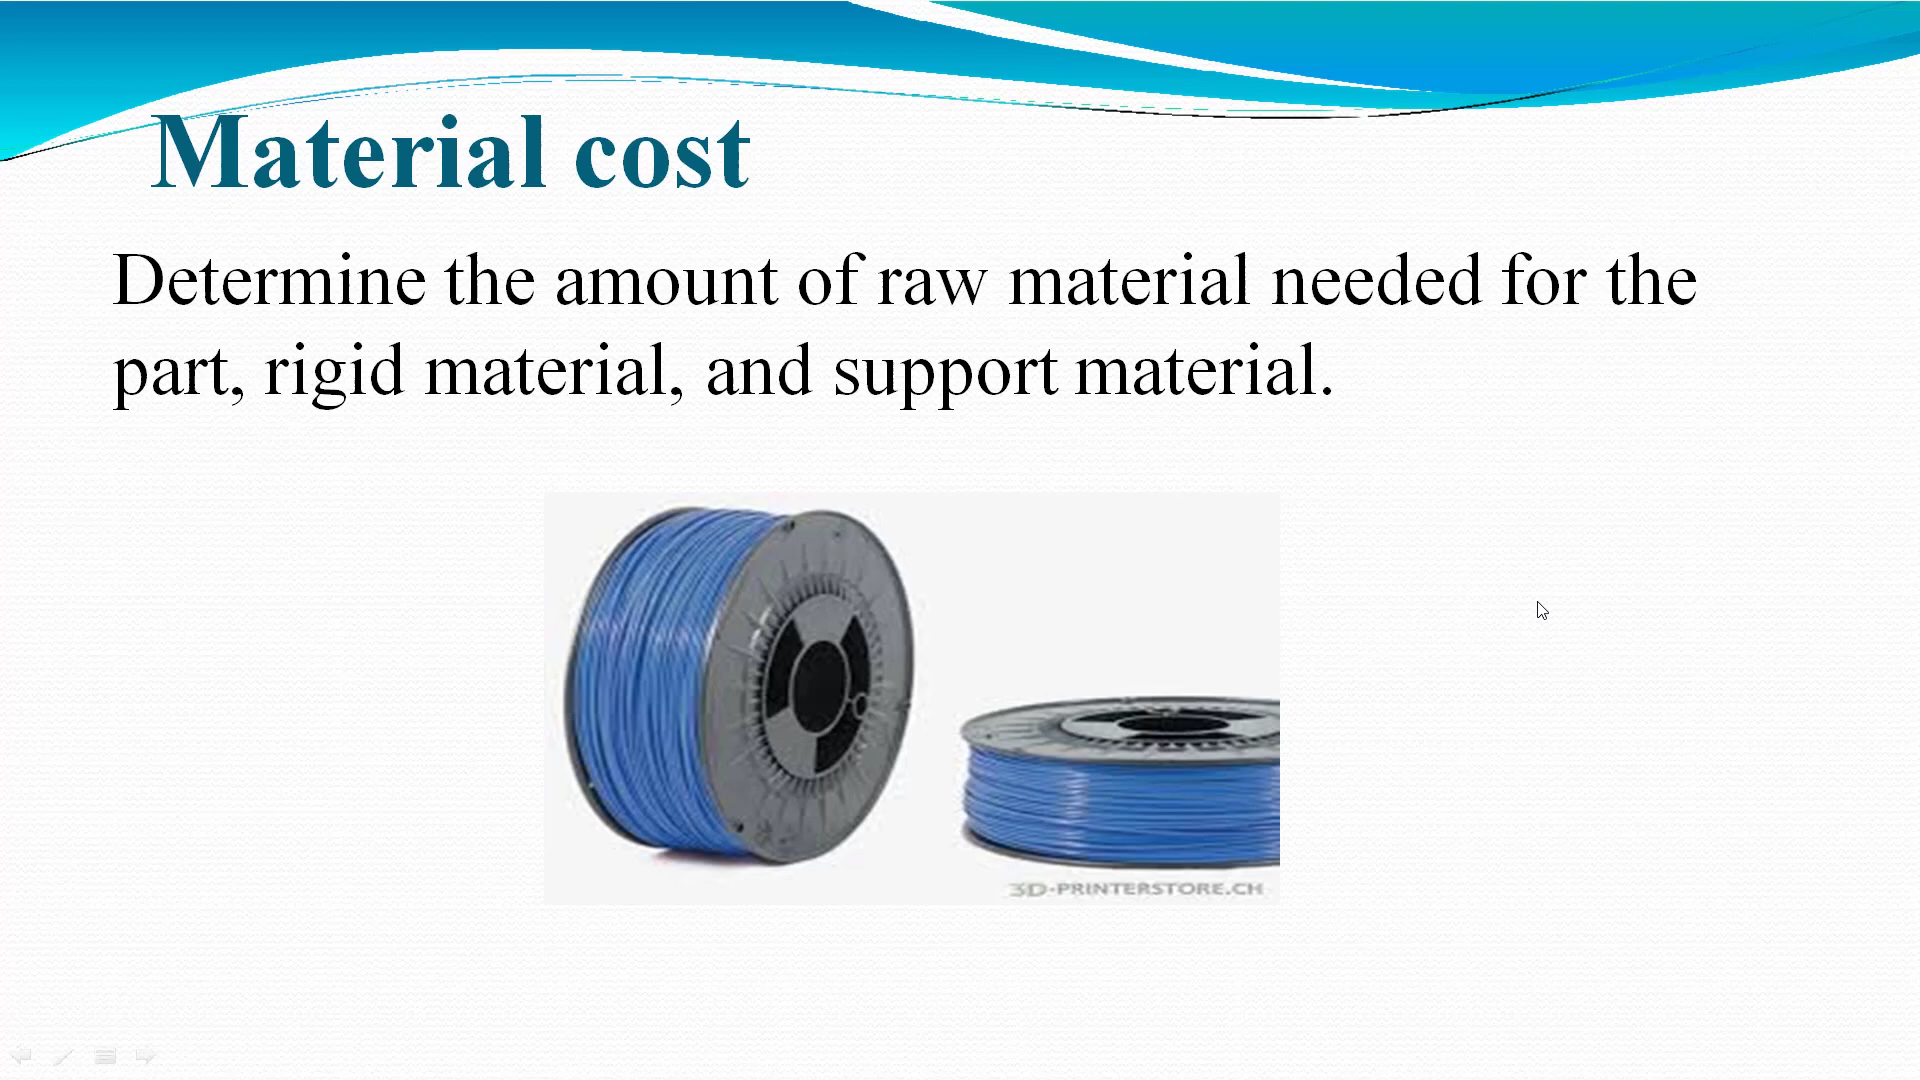 Material cost
Determine the amount of raw material needed for the
part, rigid material, and support material.
3D-PRINTERSTORE.CH